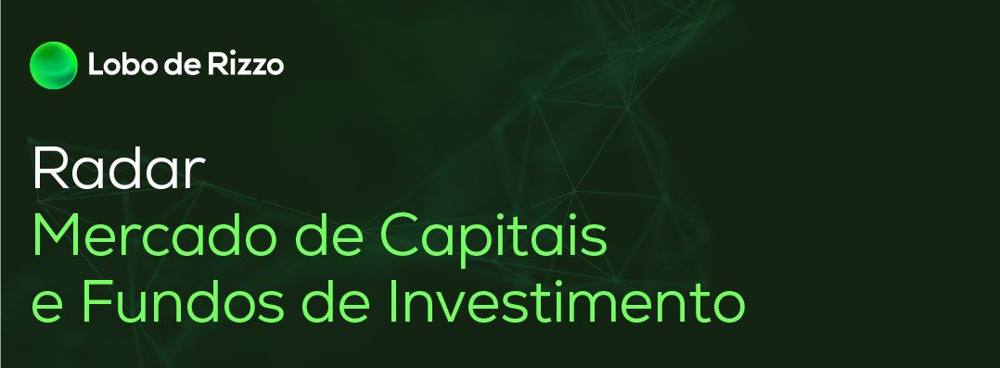 Lobo de Rizzo
Radar
Mercado de Capitais
e Fundos de Investimento